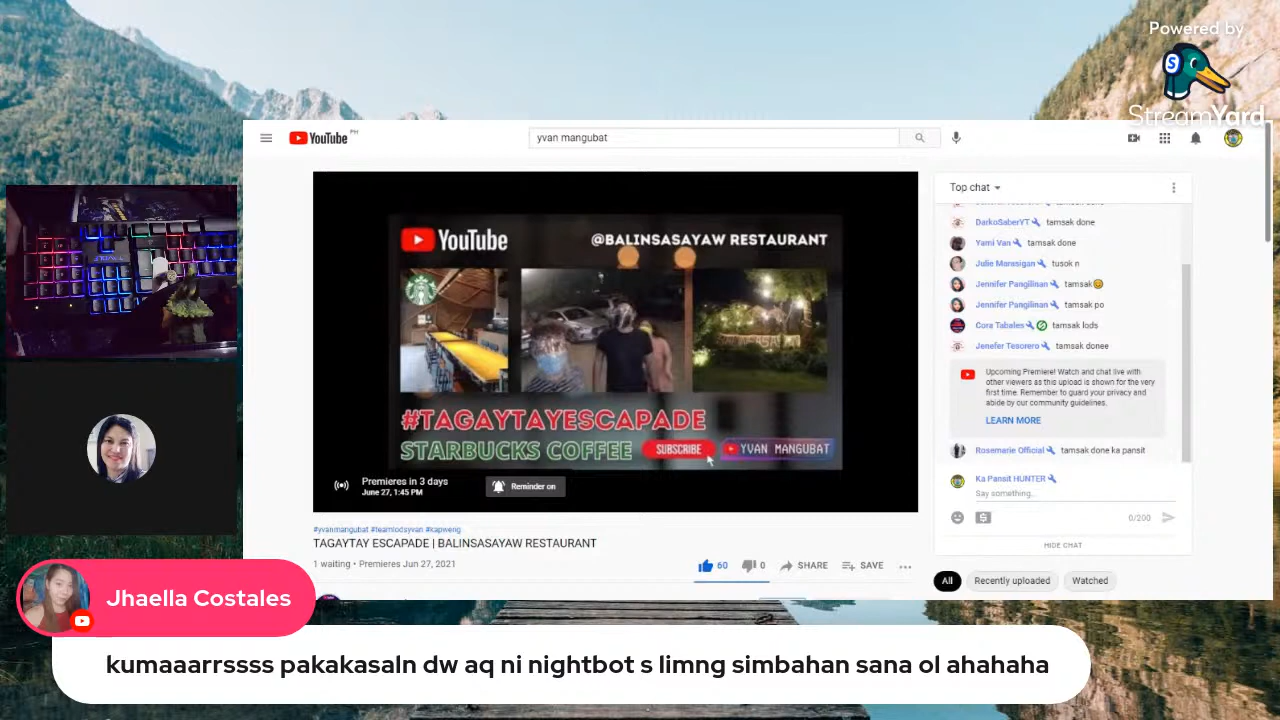 Powered by
StreamYard
YouTube PH
yvan mangubat
YouTube
@BALINSASAYAW RESTAURANT
#TAGAYTAYESCAPADE
STARBUCKS COFFEE
SUBSCRIBE
YVAN MANGUBAT
Premieres in 3 days
June 27, 1:45 PM
Reminder on
#yvanmangubat #teamlodsyvan #kapweng
TAGAYTAY ESCAPADE | BALINSASAYAW RESTAURANT
1 waiting • Premieres Jun 27, 2021
60
0
SHARE
SAVE
Top chat
DarkoSaberYT tamsak done
Yami Van tamsak done
Julie Marasigan tusok n
Jennifer Pangilinan tamsak
Jennifer Pangilinan tamsak po
Cora Tabales tamsak lods
Jenefer Tesorero tamsak donee
Upcoming Premiere! Watch and chat live with
other viewers as this upload is shown for the very
first time. Remember to guard your privacy and
abide by our community guidelines.
LEARN MORE
Rosemarie Official tamsak done ka pansit
Ka Pansit HUNTER
Say something...
0/200
HIDE CHAT
All
Recently uploaded
Watched
Jhaella Costales
kumaaarrssss pakakasaln dw aq ni nightbot s limng simbahan sana ol ahahaha